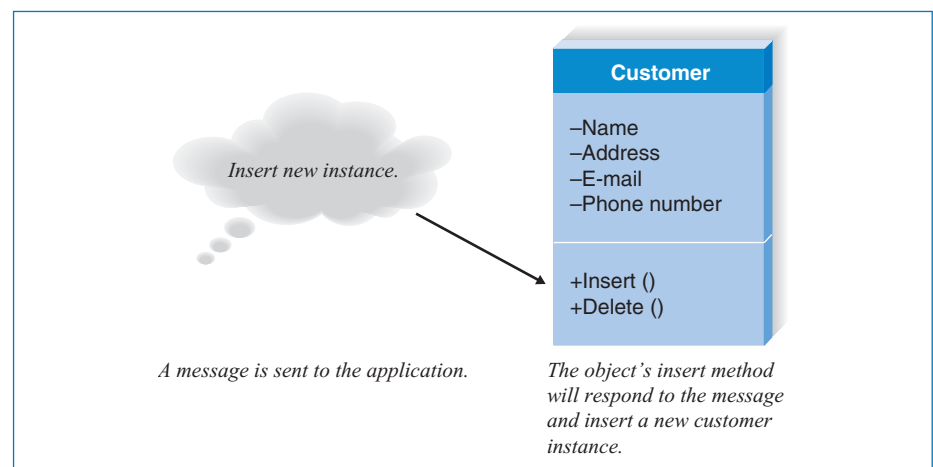 Customer
Insert new instance.
–Name
–Address
–E-mail
–Phone number
+Insert ()
+Delete ()
A message is sent to the application.
The object’s insert method
will respond to the message
and insert a new customer
instance.